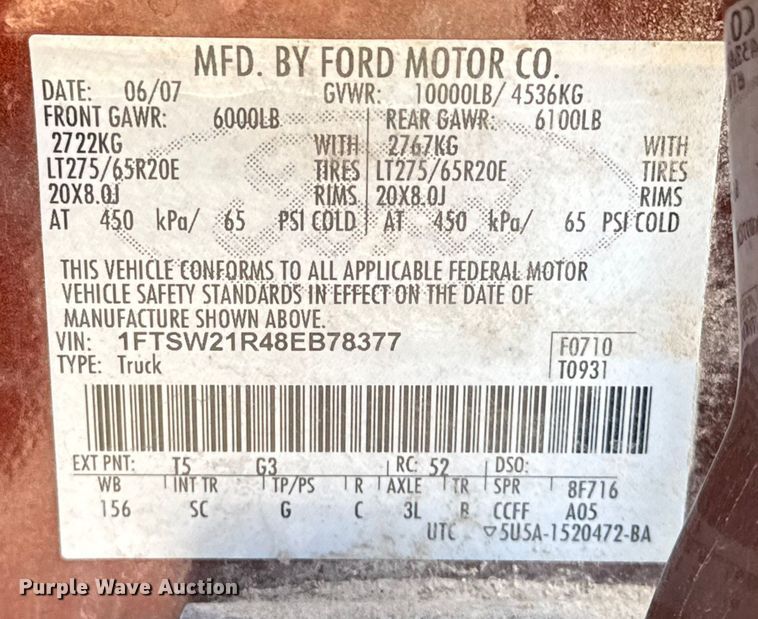 MFD. BY FORD MOTOR CO.
DATE: 06/07 GVWR: 10000LB/ 4536KG
FRONT GAWR: 6000LB REAR GAWR: 6100LB
2722KG WITH 2767KG WITH
LT275/65R20E TIRES LT275/65R20E TIRES
20X8.0J RIMS 20X8.0J RIMS
AT 450 kPa/ 65 PSI COLD AT 450 kPa/ 65 PSI COLD
THIS VEHICLE CONFORMS TO ALL APPLICABLE FEDERAL MOTOR
VEHICLE SAFETY STANDARDS IN EFFECT ON THE DATE OF
MANUFACTURE SHOWN ABOVE.
VIN: 1FTSW21R48EB78377 F0710
TYPE: Truck T0931
EXT PNT: T5 G3 RC: 52 DSO:
WB INT TR TP/PS R AXLE TR SPR 8F716
156 SC G C 3L B CCFF A05
UTC ▽5U5A-1520472-BA
Purple Wave Auction